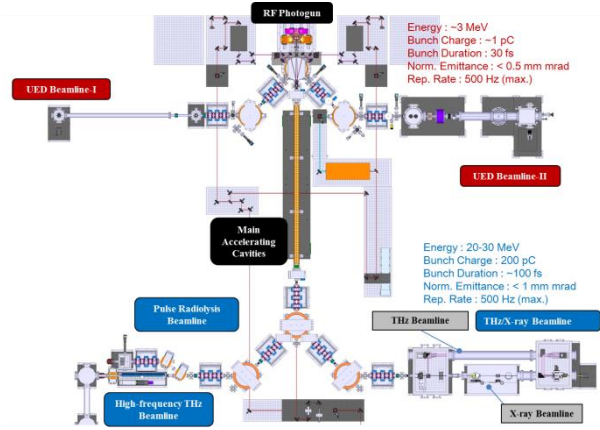 RF Photogun
Energy : ~3 MeV
Bunch Charge : ~1 pC
Bunch Duration : 30 fs
Norm. Emittance : < 0.5 mm mrad
Rep. Rate : 500 Hz (max.)
UED Beamline-I
UED Beamline-II
Main
Accelerating
Cavities
Energy : 20-30 MeV
Bunch Charge : 200 pC
Bunch Duration : ~100 fs
Norm. Emittance : < 1 mm mrad
Rep. Rate : 500 Hz (max.)
Pulse Radiolysis
Beamline
THz Beamline
THz/X-ray Beamline
High-frequency THz
Beamline
X-ray Beamline